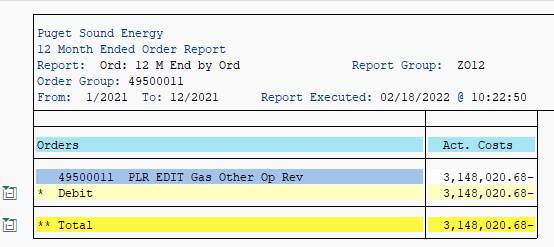 Puget Sound Energy
12 Month Ended Order Report
Report: Ord: 12 M End by Ord Report Group: ZO12
Order Group: 49500011
From: 1/2021 To: 12/2021 Report Executed: 02/18/2022 @ 10:22:50
Orders Act. Costs
49500011 PLR EDIT Gas Other Op Rev 3,148,020.68-
* Debit 3,148,020.68-
** Total 3,148,020.68-